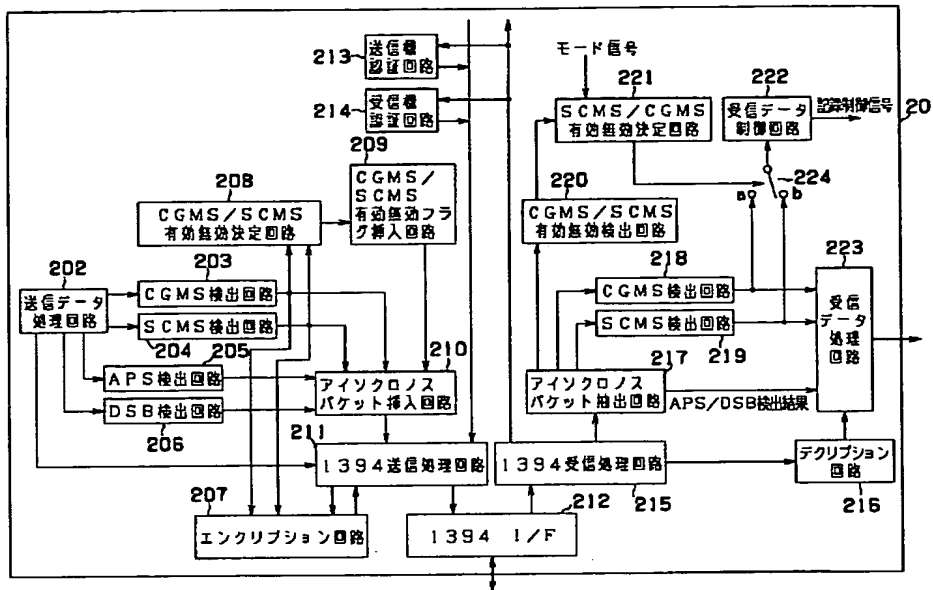 213
送信機
認証回路
214
受信機
認証回路
モード信号
221
SCMS/CGMS
有効無効決定回路
222
受信データ
制御回路
記録制御信号
20
209
CGMS/
SCMS
有効無効フラ
グ挿入回路
208
CGMS/SCMS
有効無効決定回路
220
CGMS/SCMS
有効無効検出回路
a
b
224
202
送信データ
処理回路
203
CGMS検出回路
SCMS検出回路
204
205
APS検出回路
DSB検出回路
206
210
アイソクロノス
パケット挿入回路
218
CGMS検出回路
SCMS検出回路
219
217
アイソクロノス
パケット抽出回路
APS/DSB検出結果
223
受信
データ
処理
回路
211
1394送信処理回路
1394受信処理回路
215
デクリプション
回路
216
207
エンクリプション回路
212
1394 I/F